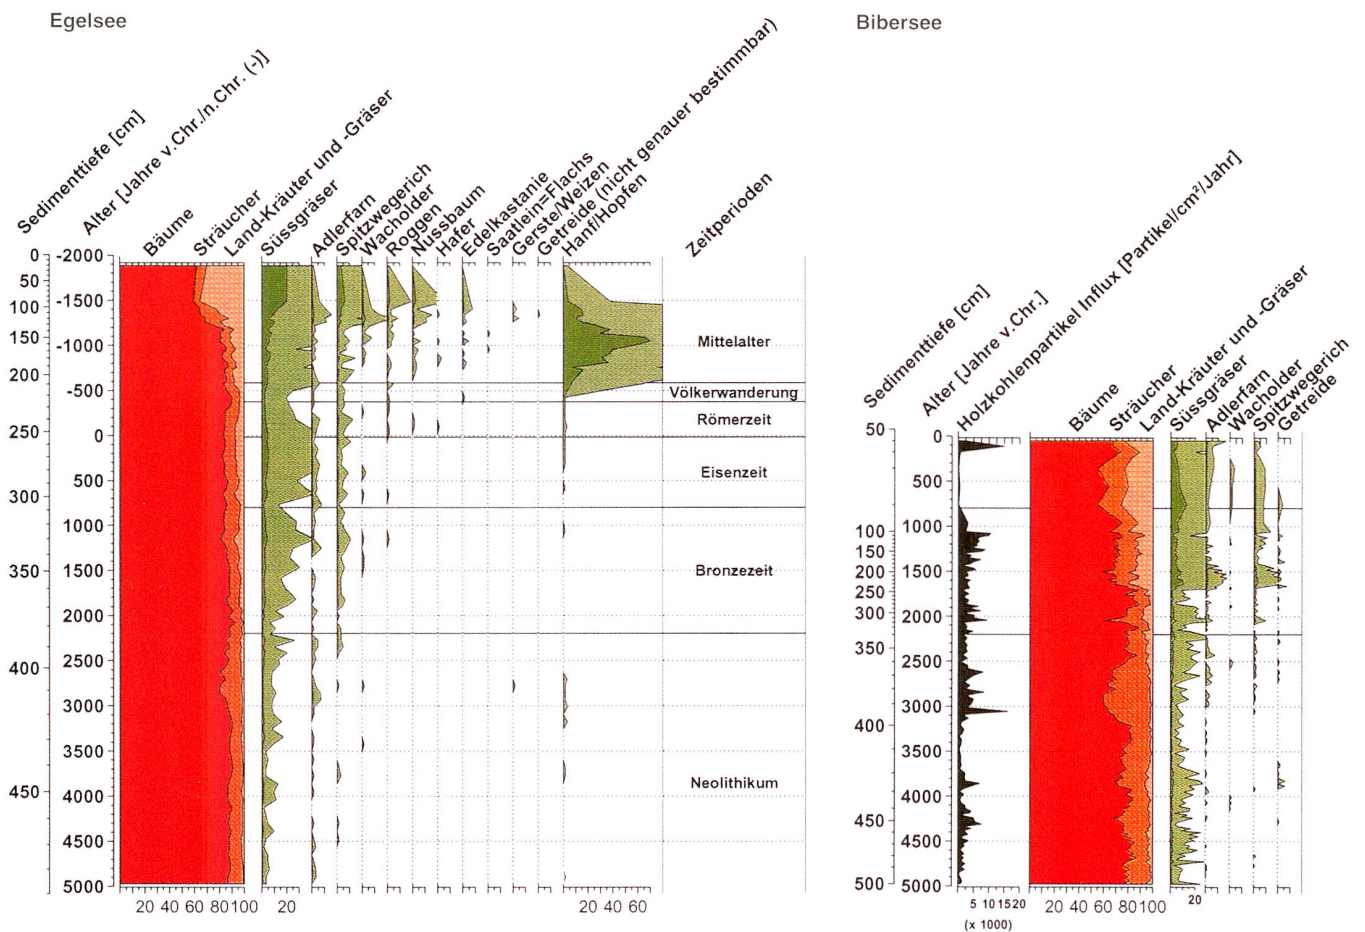 Egelsee
Bibersee
Sedimenttiefe [cm]
Alter [Jahre v.Chr./n.Chr. (-)]
Bäume
Sträucher
Land-Kräuter und -Gräser
Süssgräser
Adlerfarn
Spitzwegerich
Wacholder
Roggen
Nussbaum
Hafer
Edelkastanie
Saatlein=Flachs
Gerste/Weizen
Getreide (nicht genauer bestimmbar)
Hanf/Hopfen
Zeitperioden
0
50
100
150
200
250
300
350
400
450
-2000
-1500
-1000
-500
0
500
1000
1500
2000
2500
3000
3500
4000
4500
5000
Mittelalter
Völkerwanderung
Römerzeit
Eisenzeit
Bronzezeit
Neolithikum
20 40 60 80 100
20
20 40 60
Sedimenttiefe [cm]
Alter [Jahre v.Chr.]
Holzkohlenpartikel Influx [Partikel/cm²/Jahr]
Bäume
Sträucher
Land-Kräuter und -Gräser
Süssgräser
Adlerfarn
Wacholder
Spitzwegerich
Getreide
50
100
150
200
250
300
350
400
450
500
0
500
1000
1500
2000
2500
3000
3500
4000
4500
5000
5 10 15 20
(x 1000)
20 40 60 80 100
20